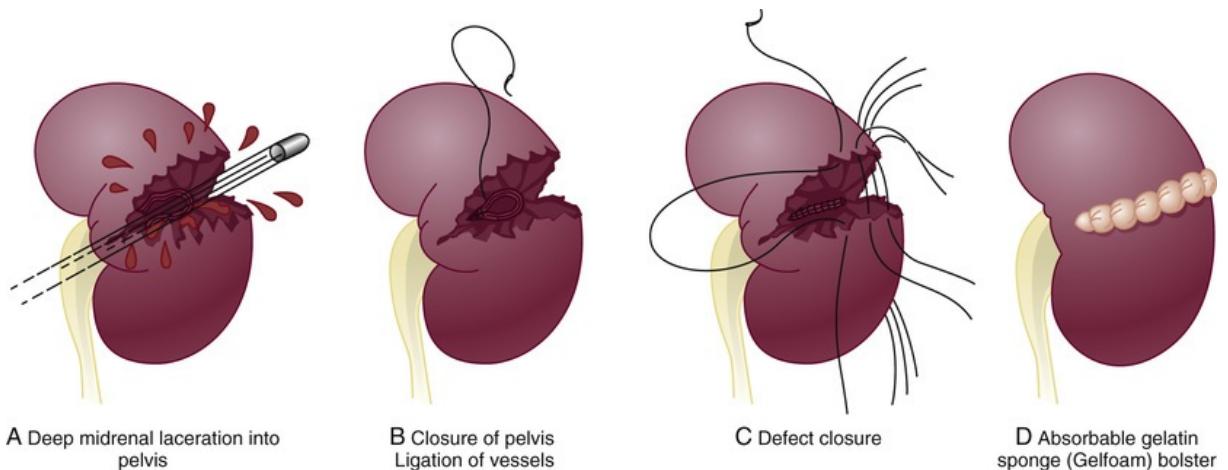 A Deep midrenal laceration into
pelvis
B Closure of pelvis
Ligation of vessels
C Defect closure
D Absorbable gelatin
sponge (Gelfoam) bolster